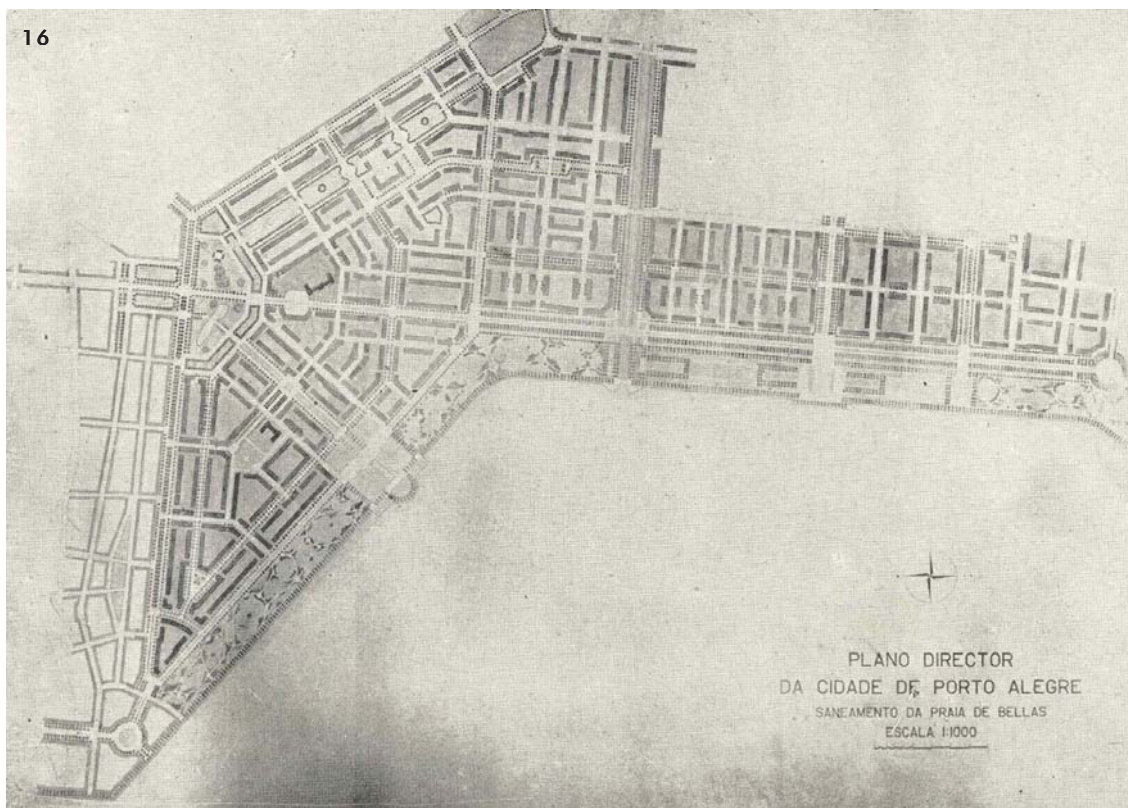 16
PLANO DIRECTOR
DA CIDADE DE PORTO ALEGRE
SANEAMENTO DA PRAIA DE BELLAS
ESCALA 1:1000